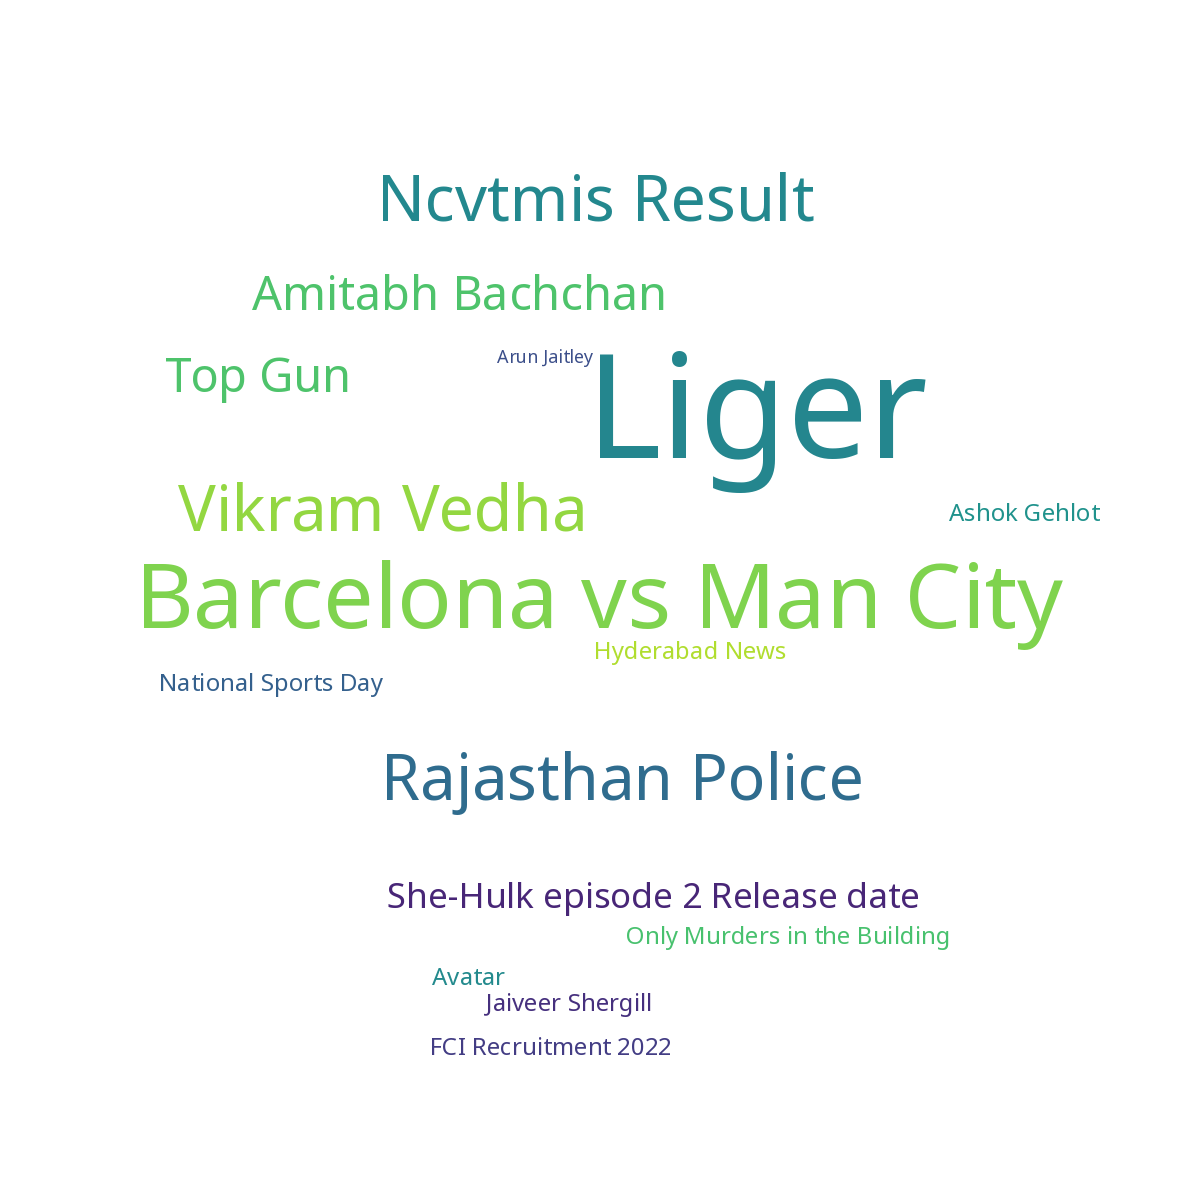 Ncvtmis Result
Amitabh Bachchan
Arun Jaitley
Top Gun
Liger
Vikram Vedha
Ashok Gehlot
Barcelona vs Man City
Hyderabad News
National Sports Day
Rajasthan Police
She-Hulk episode 2 Release date
Only Murders in the Building
Avatar
Jaiveer Shergill
FCI Recruitment 2022